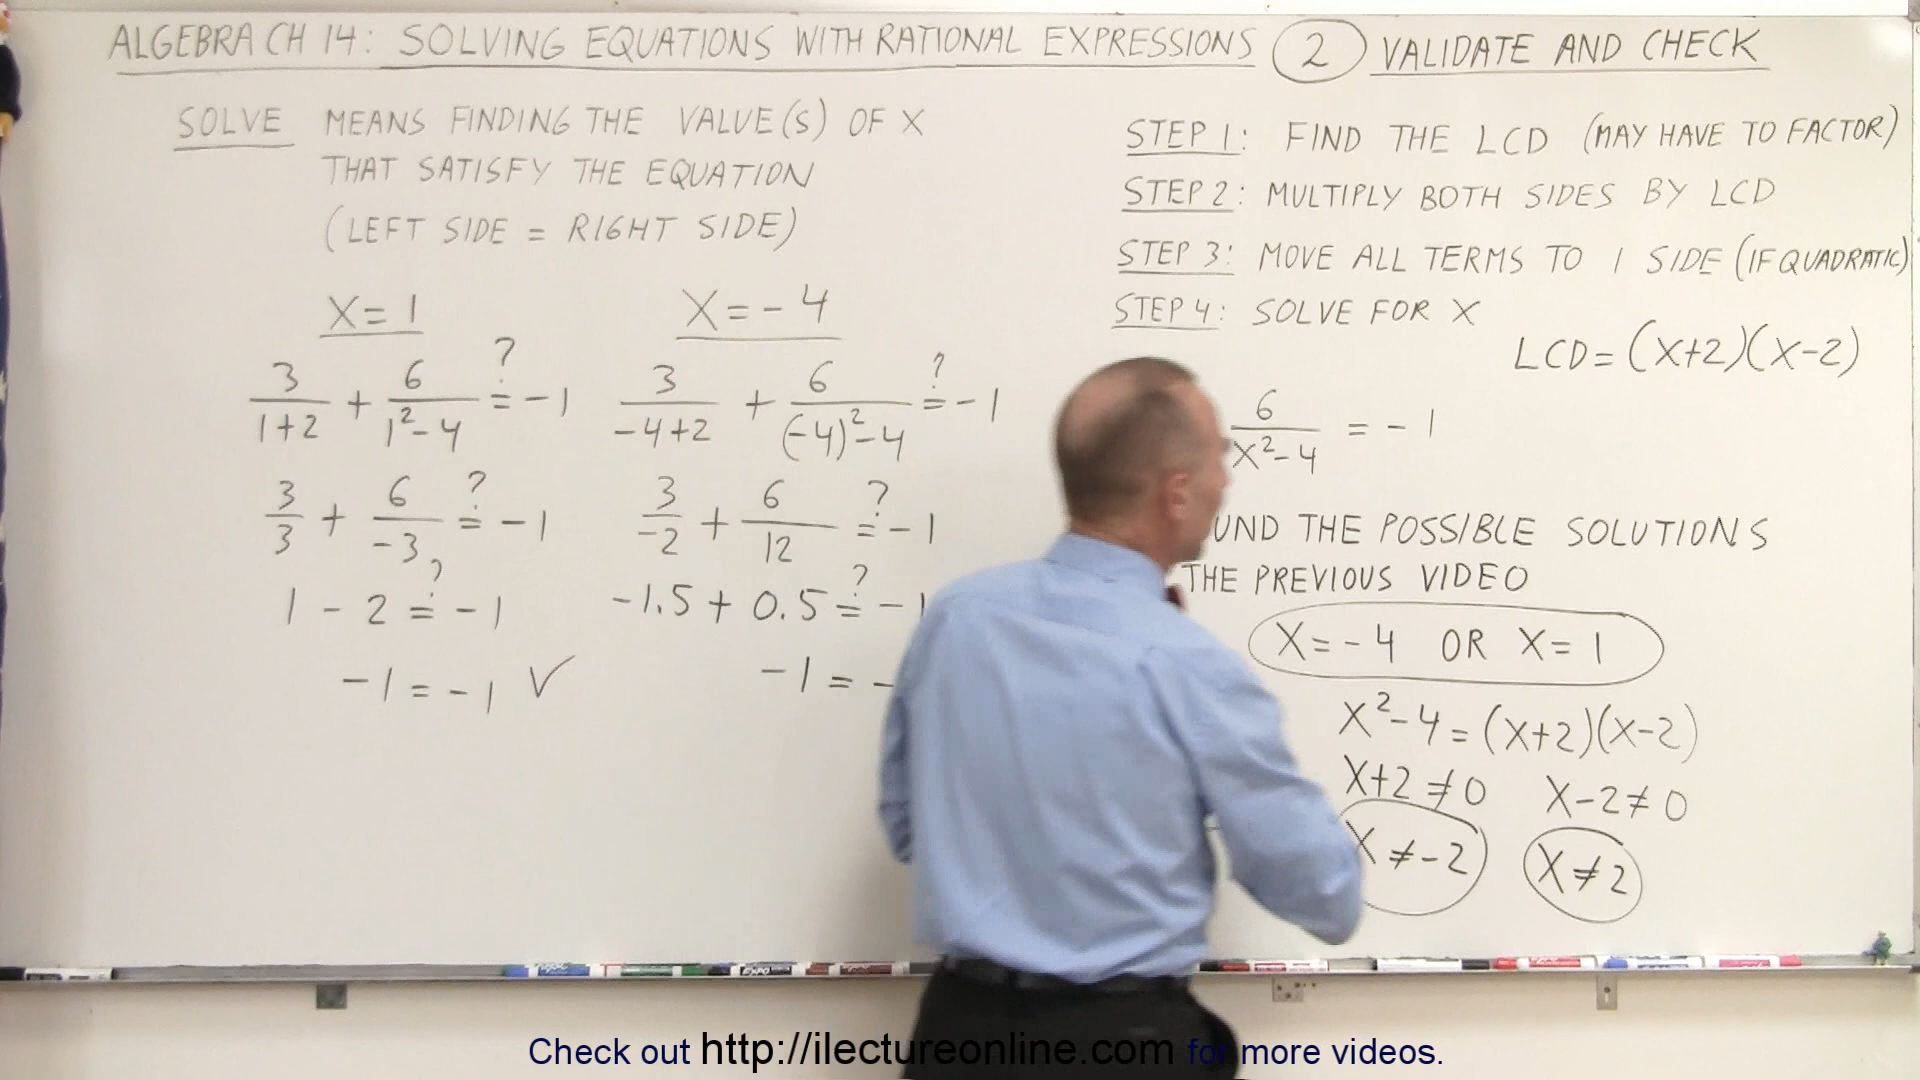 ALGEBRA CH 14: SOLVING EQUATIONS WITH RATIONAL EXPRESSIONS 2 VALIDATE AND CHECK
SOLVE MEANS FINDING THE VALUE(S) OF X
THAT SATISFY THE EQUATION
(LEFT SIDE = RIGHT SIDE)
X = 1
3/(1+2) + 6/(1²-4) ?= -1
3/3 + 6/-3 ?= -1
1 - 2 ?= -1
-1 = -1 ✓
X = -4
3/(-4+2) + 6/((-4)²-4) ?= -1
3/-2 + 6/12 ?= -1
-1.5 + 0.5 ?= -1
-1 = -
STEP 1: FIND THE LCD (MAY HAVE TO FACTOR)
STEP 2: MULTIPLY BOTH SIDES BY LCD
STEP 3: MOVE ALL TERMS TO 1 SIDE (IF QUADRATIC)
STEP 4: SOLVE FOR X
LCD = (X+2)(X-2)
6/(X²-4) = -1
UND THE POSSIBLE SOLUTIONS
THE PREVIOUS VIDEO
X = -4 OR X = 1
X²-4 = (X+2)(X-2)
X+2 ≠ 0 X-2 ≠ 0
X ≠ -2 X ≠ 2
Check out http://ilectureonline.com for more videos.